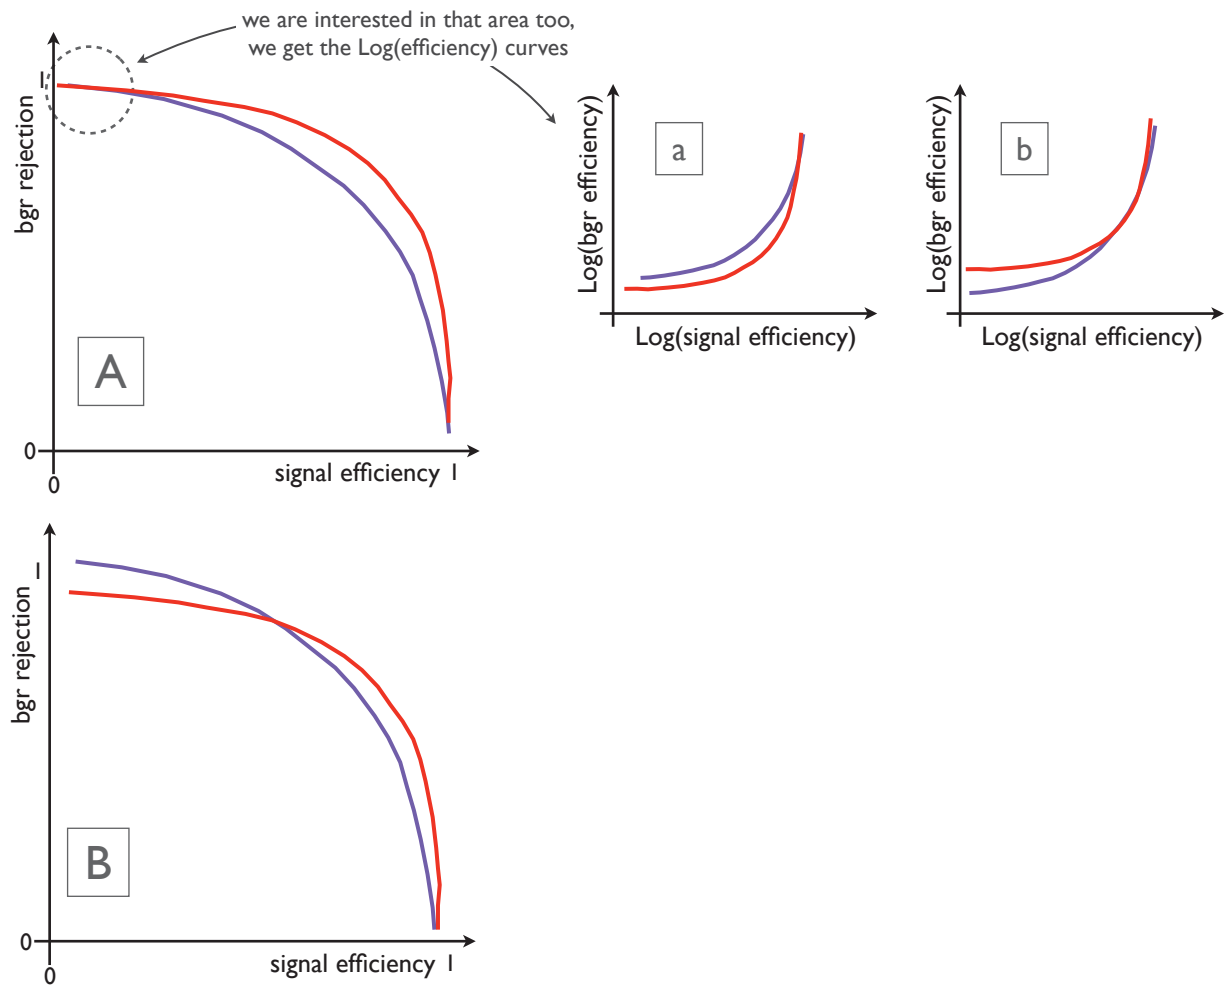 we are interested in that area too,
we get the Log(efficiency) curves
1
bgr rejection
A
0
0
signal efficiency 1
Log(bgr efficiency)
a
Log(signal efficiency)
Log(bgr efficiency)
b
Log(signal efficiency)
1
bgr rejection
B
0
0
signal efficiency 1